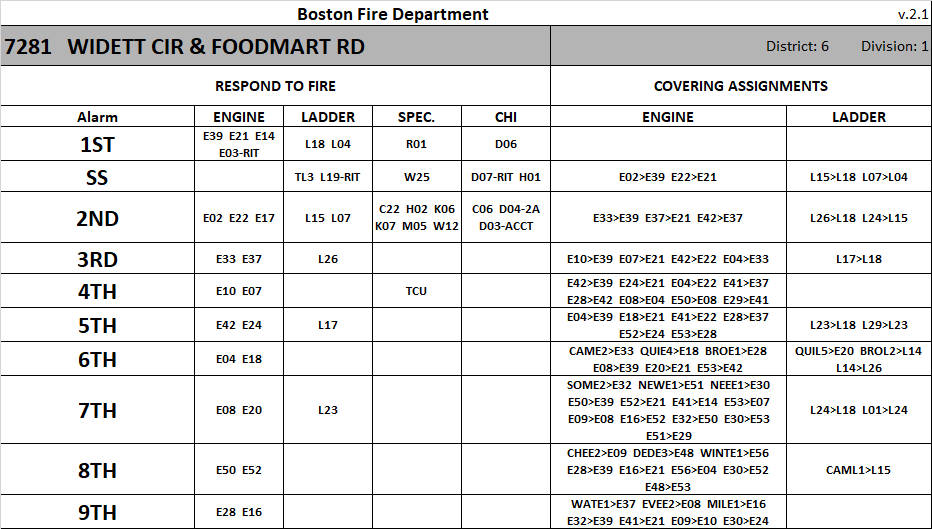 Boston Fire Department v.2.1
7281 WIDETT CIR & FOODMART RD District: 6 Division: 1
RESPOND TO FIRE COVERING ASSIGNMENTS
Alarm ENGINE LADDER SPEC. CHI ENGINE LADDER
1ST
E39 E21 E14
E03-RIT
L18 L04
R01
D06
SS
TL3 L19-RIT
W25
D07-RIT H01
E02>E39 E22>E21
L15>L18 L07>L04
2ND
E02 E22 E17
L15 L07
C22 H02 K06
K07 M05 W12
C06 D04-2A
D03-ACCT
E33>E39 E37>E21 E42>E37
L26>L18 L24>L15
3RD
E33 E37
L26
E10>E39 E07>E21 E42>E22 E04>E33
L17>L18
4TH
E10 E07
TCU
E42>E39 E24>E21 E04>E22 E41>E37
E28>E42 E08>E04 E50>E08 E29>E41
5TH
E42 E24
L17
E04>E39 E18>E21 E41>E22 E28>E37
E52>E24 E53>E28
L23>L18 L29>L23
6TH
E04 E18
CAME2>E33 QUIE4>E18 BROE1>E28
E08>E39 E20>E21 E53>E42
QUIL5>E20 BROL2>L14
L14>L26
7TH
E08 E20
L23
SOME2>E32 NEWE1>E51 NEEE1>E30
E50>E39 E52>E21 E41>E14 E53>E07
E09>E08 E16>E52 E32>E50 E30>E53
E51>E29
L24>L18 L01>L24
8TH
E50 E52
CHEE2>E09 DEDE3>E48 WINTE1>E56
E28>E39 E16>E21 E56>E04 E30>E52
E48>E53
CAML1>L15
9TH
E28 E16
WATE1>E37 EVEE2>E08 MILE1>E16
E32>E39 E41>E21 E09>E10 E30>E24